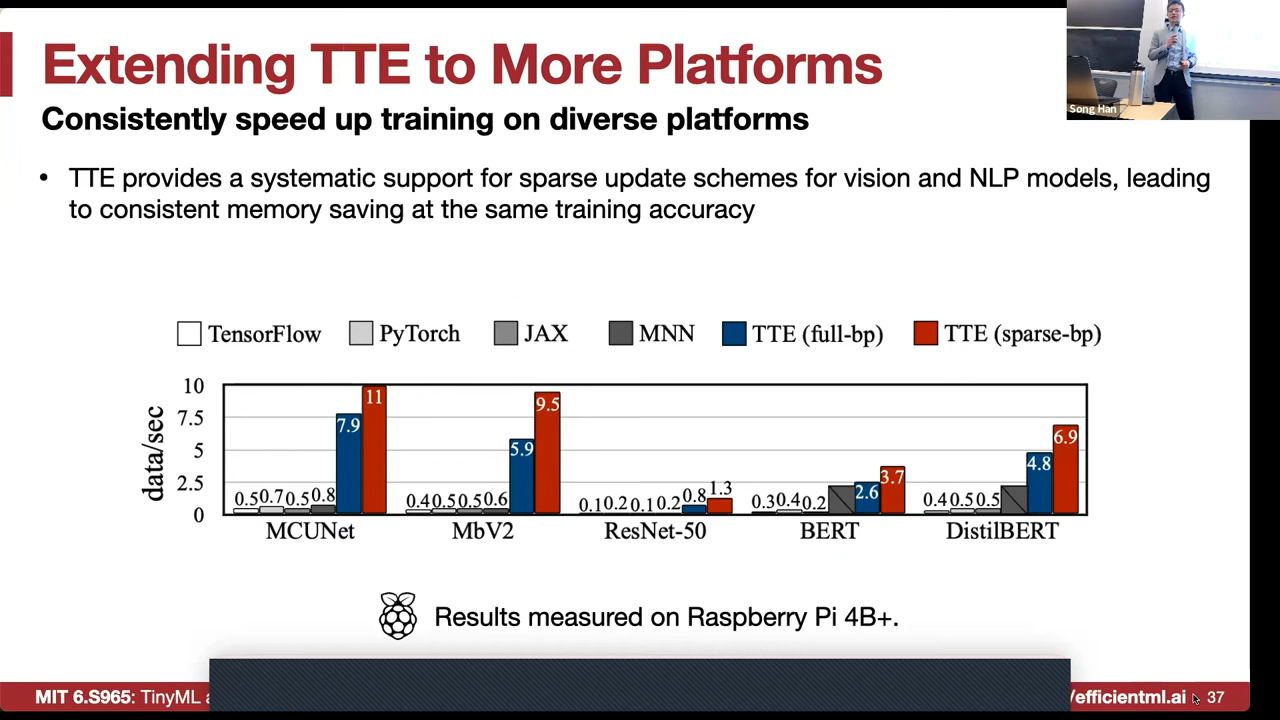 Extending TTE to More Platforms
Song Han
Consistently speed up training on diverse platforms
• TTE provides a systematic support for sparse update schemes for vision and NLP models, leading
to consistent memory saving at the same training accuracy
TensorFlow PyTorch JAX MNN TTE (full-bp) TTE (sparse-bp)
data/sec
10
7.5
5
2.5
0
0.5 0.7 0.5 0.8 7.9 11
0.4 0.5 0.5 0.6 5.9 9.5
0.1 0.2 0.1 0.2 0.8 1.3
0.3 0.4 0.2 2.6 3.7
0.4 0.5 0.5 4.8 6.9
MCUNet MbV2 ResNet-50 BERT DistilBERT
Results measured on Raspberry Pi 4B+.
MIT 6.S965: TinyML /efficientml.ai 37